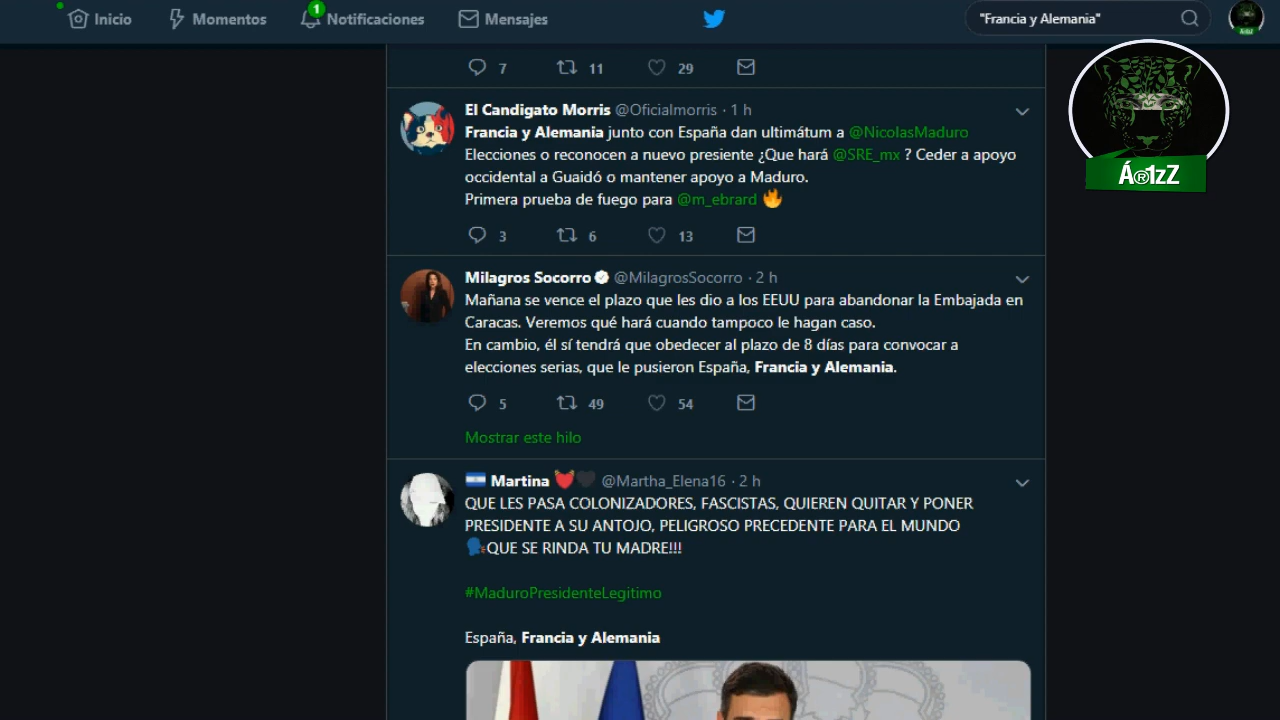 Inicio
Momentos
1
Notificaciones
Mensajes
"Francia y Alemania"
Á®1zZ
7 11 29
El Candigato Morris @Oficialmorris · 1 h
Francia y Alemania junto con España dan ultimátum a @NicolasMaduro
Elecciones o reconocen a nuevo presiente ¿Que hará @SRE_mx ? Ceder a apoyo
occidental a Guaidó o mantener apoyo a Maduro.
Primera prueba de fuego para @m_ebrard 🔥
3 6 13
Milagros Socorro @MilagrosSocorro · 2 h
Mañana se vence el plazo que les dio a los EEUU para abandonar la Embajada en
Caracas. Veremos qué hará cuando tampoco le hagan caso.
En cambio, él sí tendrá que obedecer al plazo de 8 días para convocar a
elecciones serias, que le pusieron España, Francia y Alemania.
5 49 54
Mostrar este hilo
Martina @Martha_Elena16 · 2 h
QUE LES PASA COLONIZADORES, FASCISTAS, QUIEREN QUITAR Y PONER
PRESIDENTE A SU ANTOJO, PELIGROSO PRECEDENTE PARA EL MUNDO
🗣QUE SE RINDA TU MADRE!!!
#MaduroPresidenteLegitimo
España, Francia y Alemania